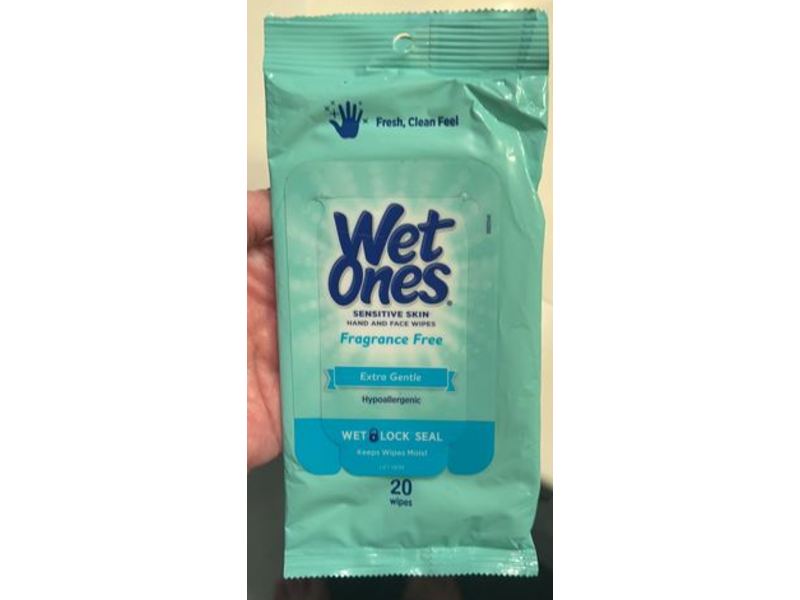 Fresh, Clean Feel
Wet
Ones®
SENSITIVE SKIN
HAND AND FACE WIPES
Fragrance Free
Extra Gentle
Hypoallergenic
WET LOCK SEAL
Keeps Wipes Moist
20
wipes